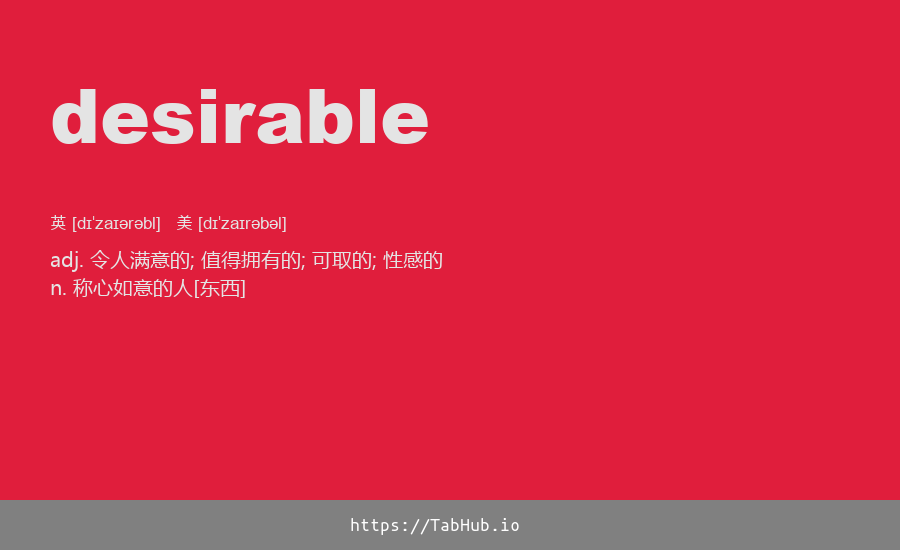 desirable
英 [dɪˈzaɪərəbl] 美 [dɪˈzaɪrəbəl]
adj. 令人满意的; 值得拥有的; 可取的; 性感的
n. 称心如意的人[东西]
https://TabHub.io